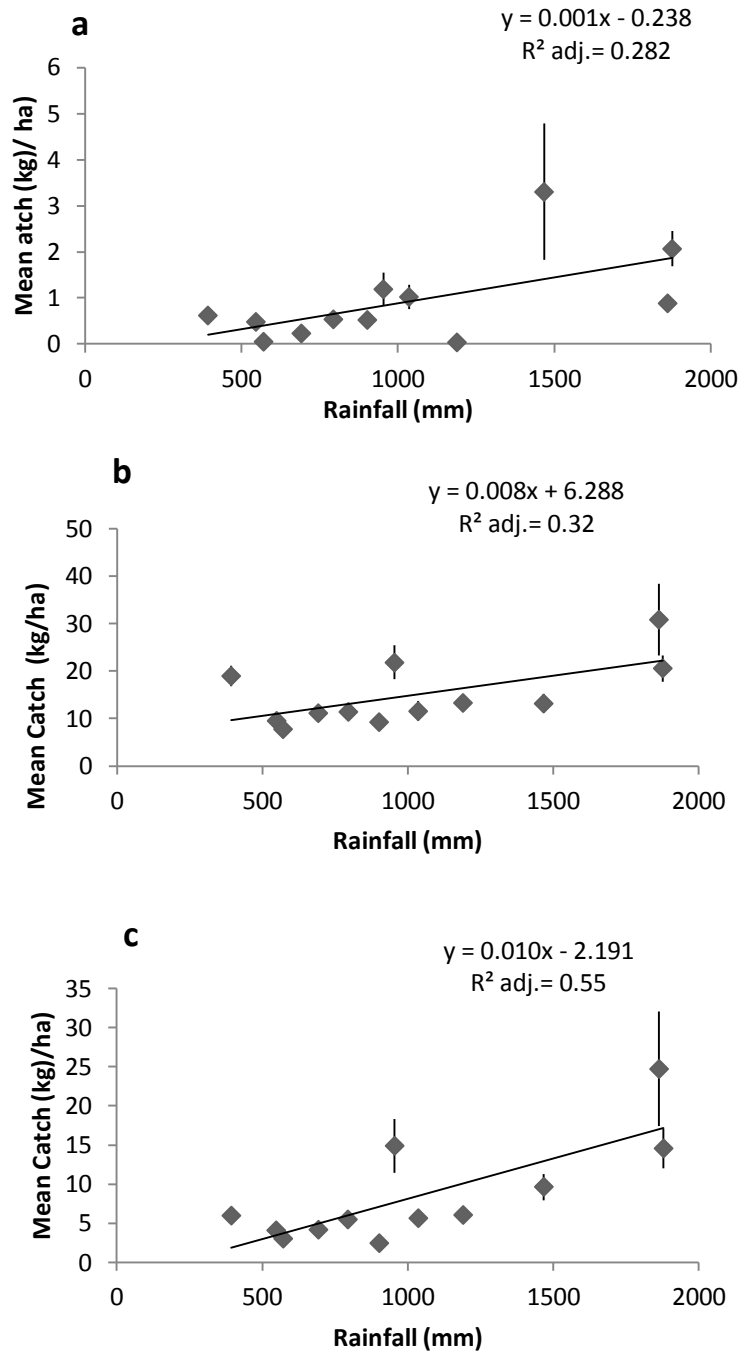 a
y = 0.001x - 0.238
R² adj.= 0.282
Mean atch (kg)/ ha)
6
5
4
3
2
1
0
0 500 1000 1500 2000
Rainfall (mm)
b
y = 0.008x + 6.288
R² adj.= 0.32
Mean Catch (kg/ha)
50
40
30
20
10
0
0 500 1000 1500 2000
Rainfall (mm)
c
y = 0.010x - 2.191
R² adj.= 0.55
Mean Catch (kg)/ha)
35
30
25
20
15
10
5
0
0 500 1000 1500 2000
Rainfall (mm)